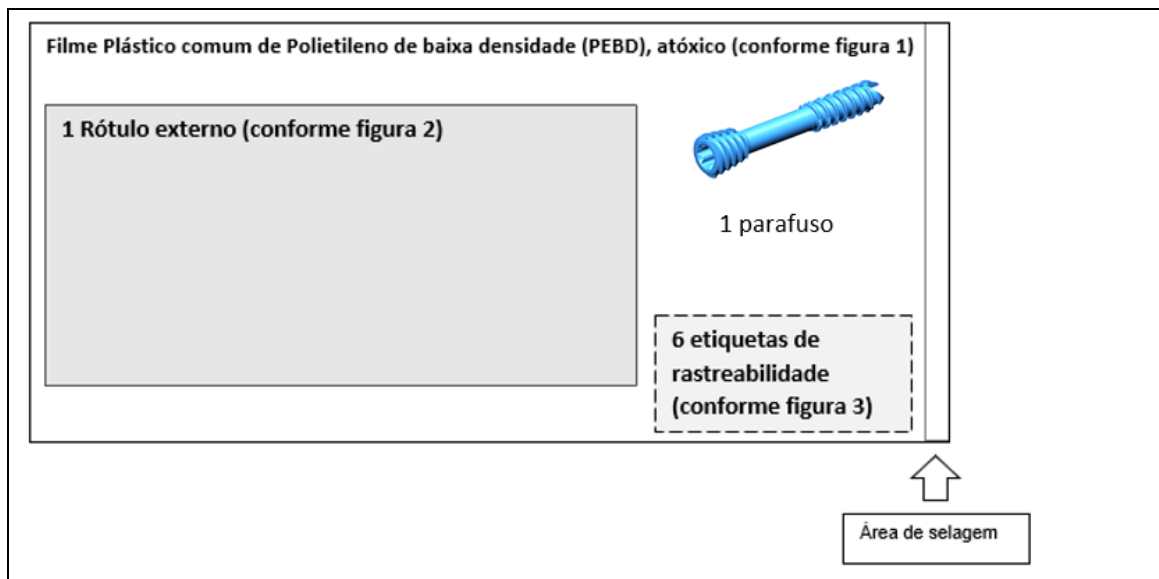 Filme Plástico comum de Polietileno de baixa densidade (PEBD), atóxico (conforme figura 1)
1 Rótulo externo (conforme figura 2)
1 parafuso
6 etiquetas de
rastreabilidade
(conforme figura 3)
Área de selagem